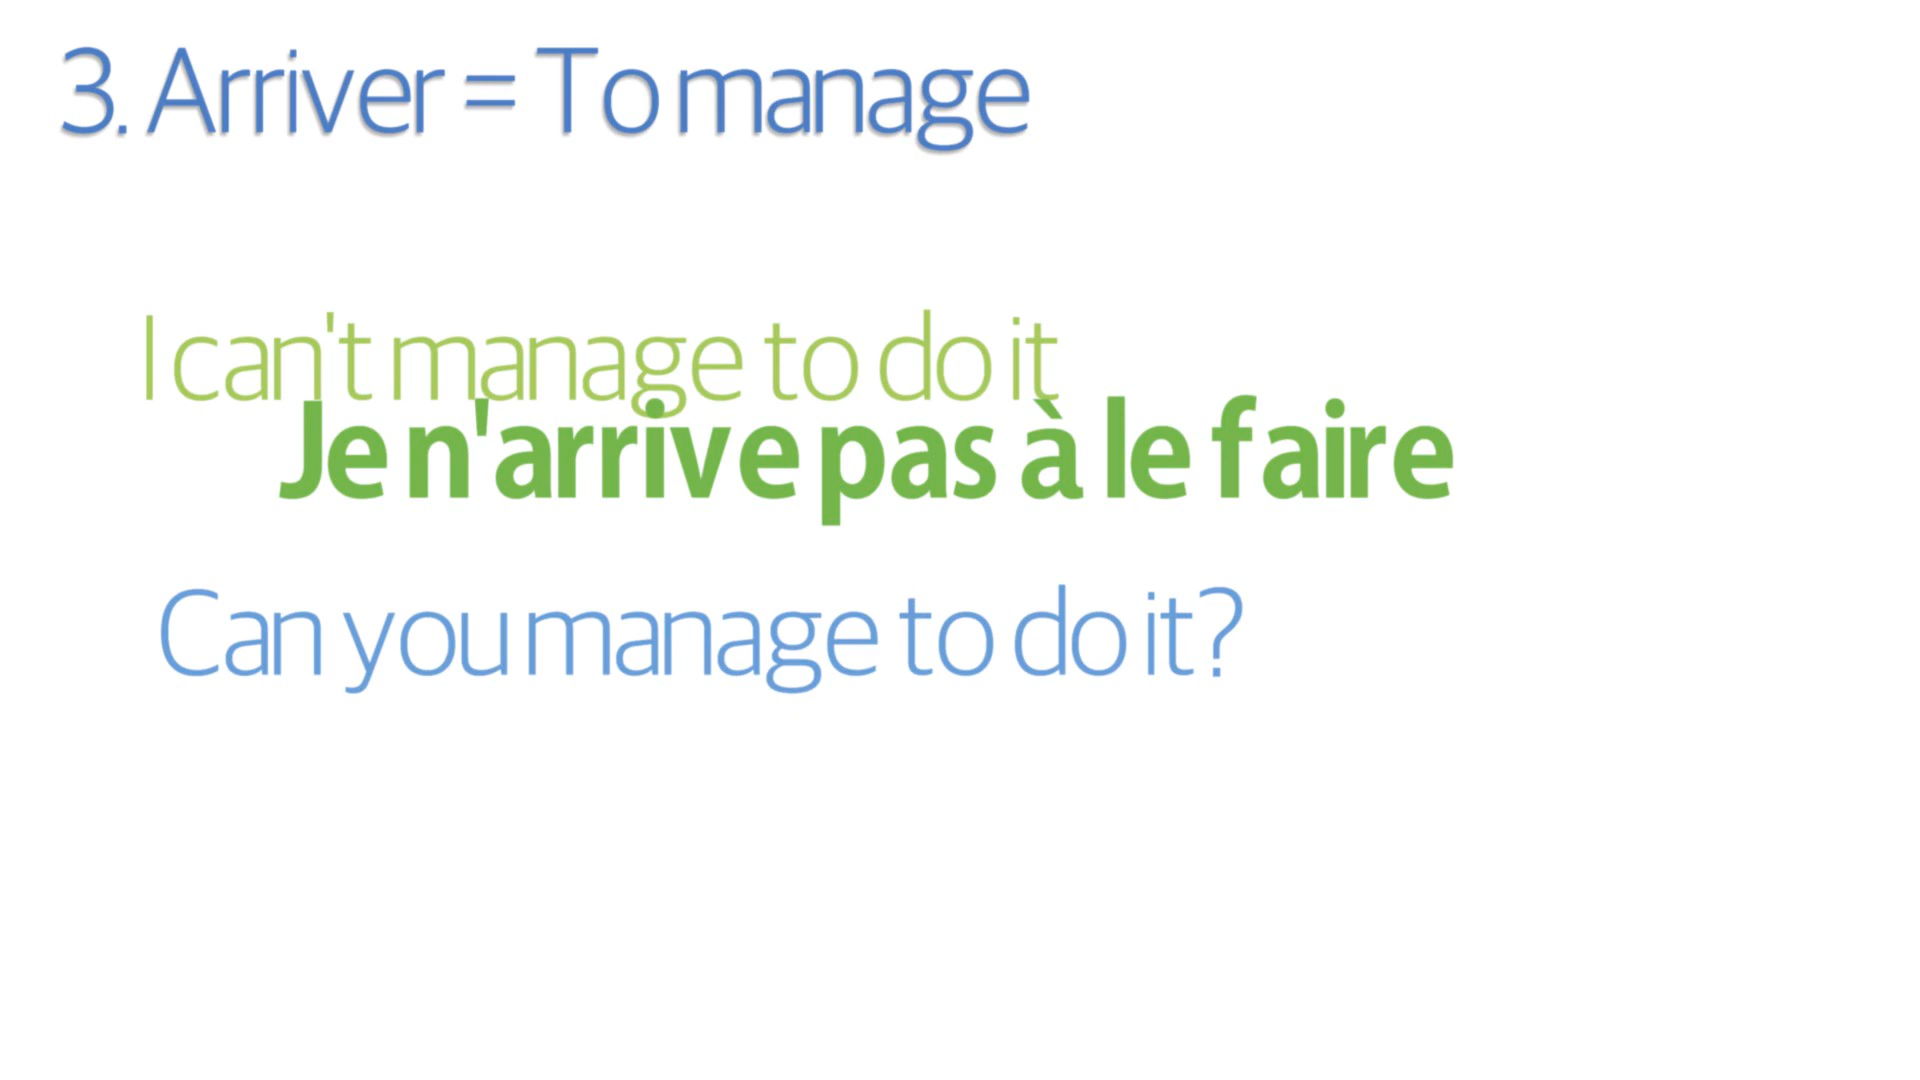 3. Arriver = To manage
I can't manage to do it
Je n'arrive pas à le faire
Can you manage to do it?